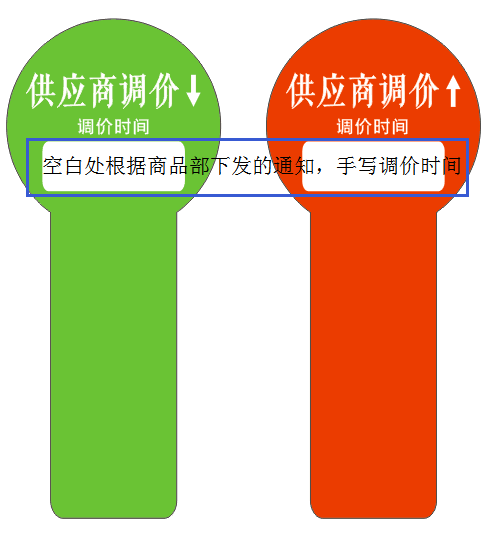 供应商调价↓
调价时间
供应商调价↑
调价时间
空白处根据商品部下发的通知，手写调价时间